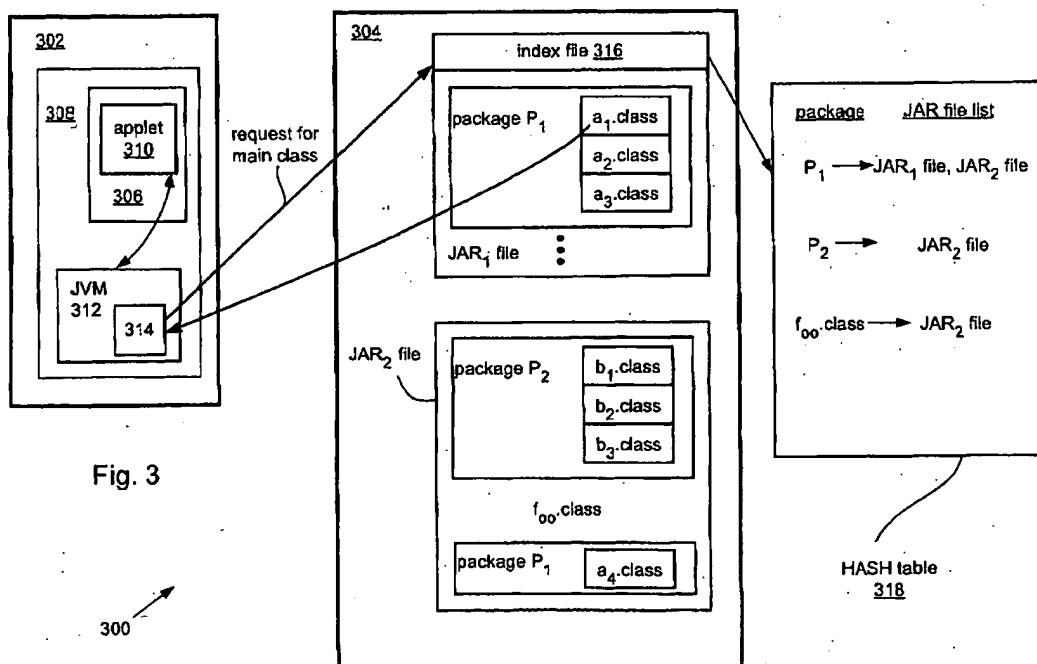 302
308
applet
310
306
JVM
312
314
request for
main class
Fig. 3
300
304
index file 316
package P1
a1.class
a2.class
a3.class
JAR1 file
JAR2 file
package P2
b1.class
b2.class
b3.class
foo.class
package P1
a4.class
package JAR file list
P1 JAR1 file, JAR2 file
P2 JAR2 file
foo.class JAR2 file
HASH table
318